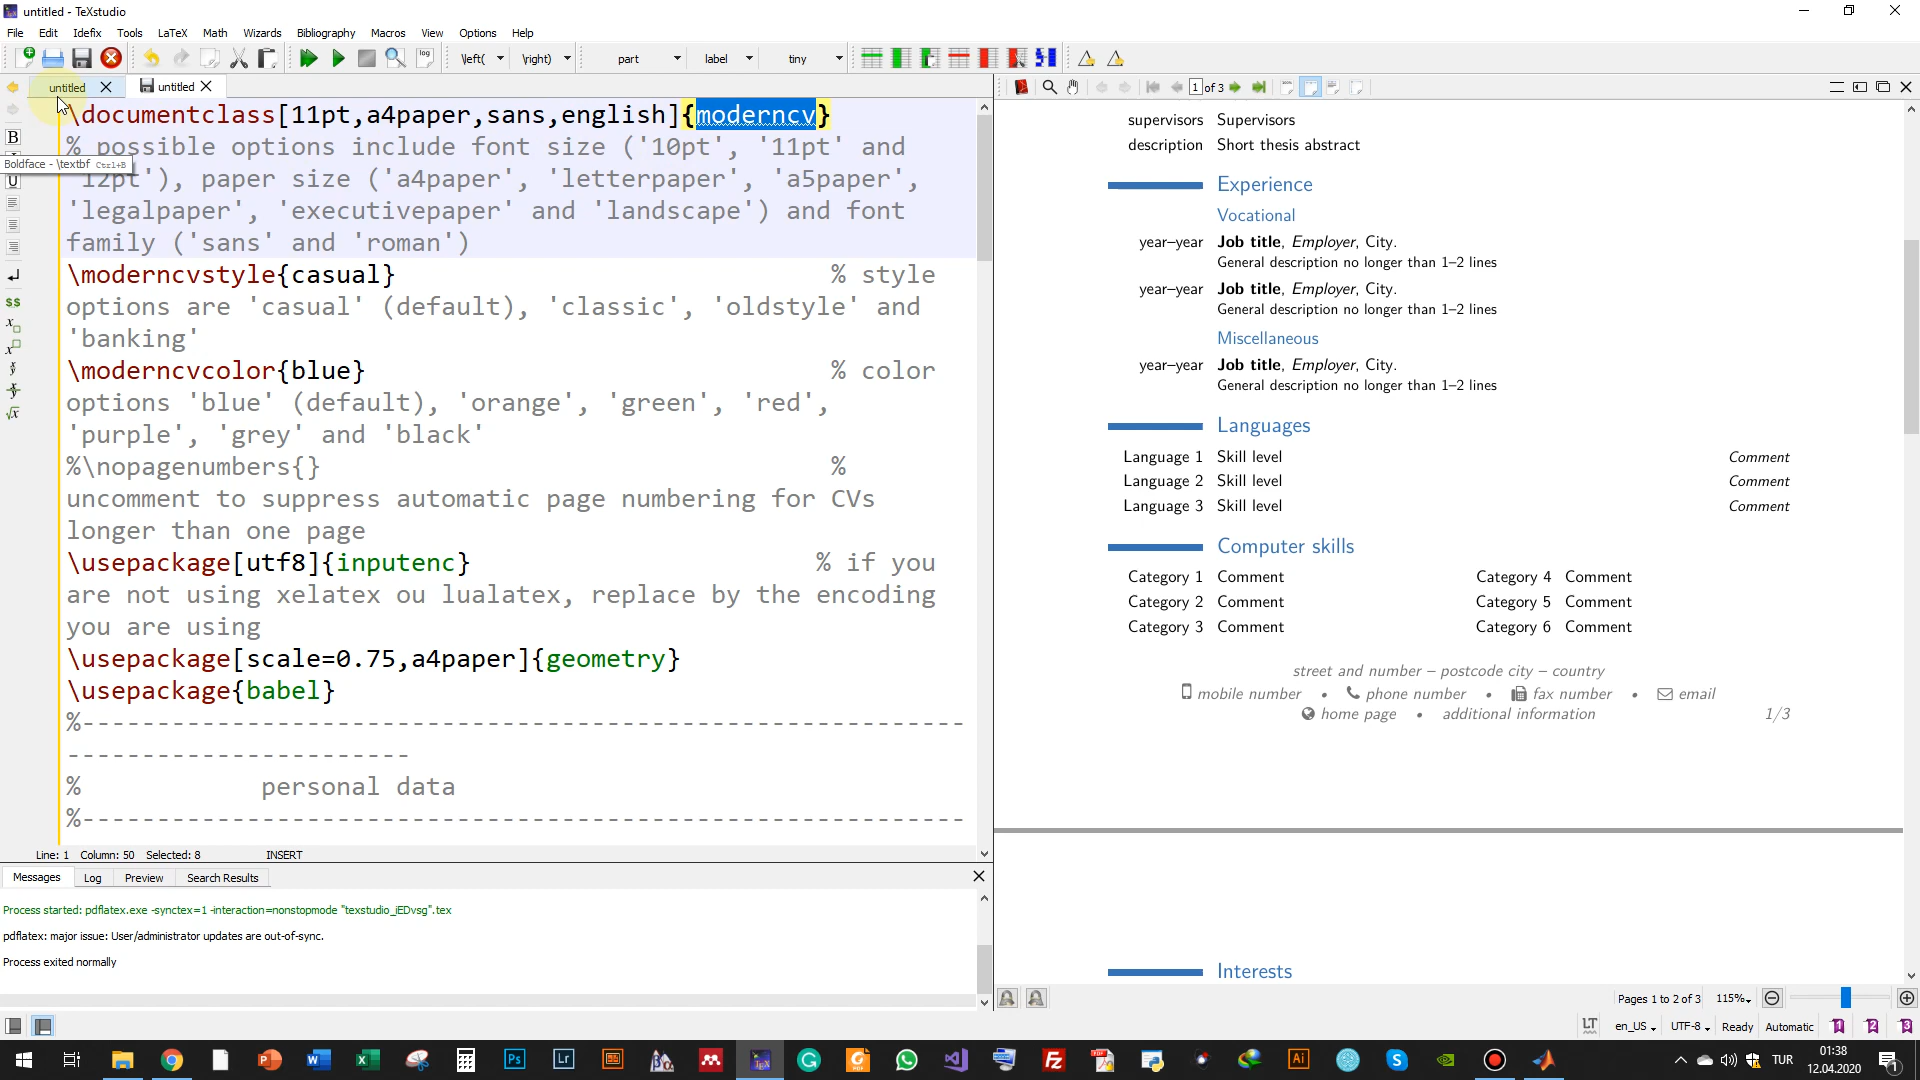 untitled - TeXstudio
File Edit Idefix Tools LaTeX Math Wizards Bibliography Macros View Options Help
log \left( \right) part label tiny
untitled untitled 1 of 3
\documentclass[11pt,a4paper,sans,english]{moderncv}
% possible options include font size ('10pt', '11pt' and
'12pt'), paper size ('a4paper', 'letterpaper', 'a5paper',
'legalpaper', 'executivepaper' and 'landscape') and font
family ('sans' and 'roman')
\moderncvstyle{casual} % style
options are 'casual' (default), 'classic', 'oldstyle' and
'banking'
\moderncvcolor{blue} % color
options 'blue' (default), 'orange', 'green', 'red',
'purple', 'grey' and 'black'
%\nopagenumbers{} %
uncomment to suppress automatic page numbering for CVs
longer than one page
\usepackage[utf8]{inputenc} % if you
are not using xelatex ou lualatex, replace by the encoding
you are using
\usepackage[scale=0.75,a4paper]{geometry}
\usepackage{babel}
%------------------------------------------------------------
-----------------------
% personal data
%------------------------------------------------------------
B
Boldface - \textbf Ctrl+B
U
$$
Line: 1 Column: 50 Selected: 8 INSERT
Messages Log Preview Search Results
Process started: pdflatex.exe -synctex=1 -interaction=nonstopmode "texstudio_iEDvsg".tex
pdflatex: major issue: User/administrator updates are out-of-sync.
Process exited normally
supervisors Supervisors
description Short thesis abstract
Experience
Vocational
year–year Job title, Employer, City.
General description no longer than 1–2 lines
year–year Job title, Employer, City.
General description no longer than 1–2 lines
Miscellaneous
year–year Job title, Employer, City.
General description no longer than 1–2 lines
Languages
Language 1 Skill level Comment
Language 2 Skill level Comment
Language 3 Skill level Comment
Computer skills
Category 1 Comment Category 4 Comment
Category 2 Comment Category 5 Comment
Category 3 Comment Category 6 Comment
street and number – postcode city – country
mobile number • phone number • fax number • email
home page • additional information 1/3
Interests
Pages 1 to 2 of 3 115%
LT en_US UTF-8 Ready Automatic 1 2 3
TUR 01:38
12.04.2020